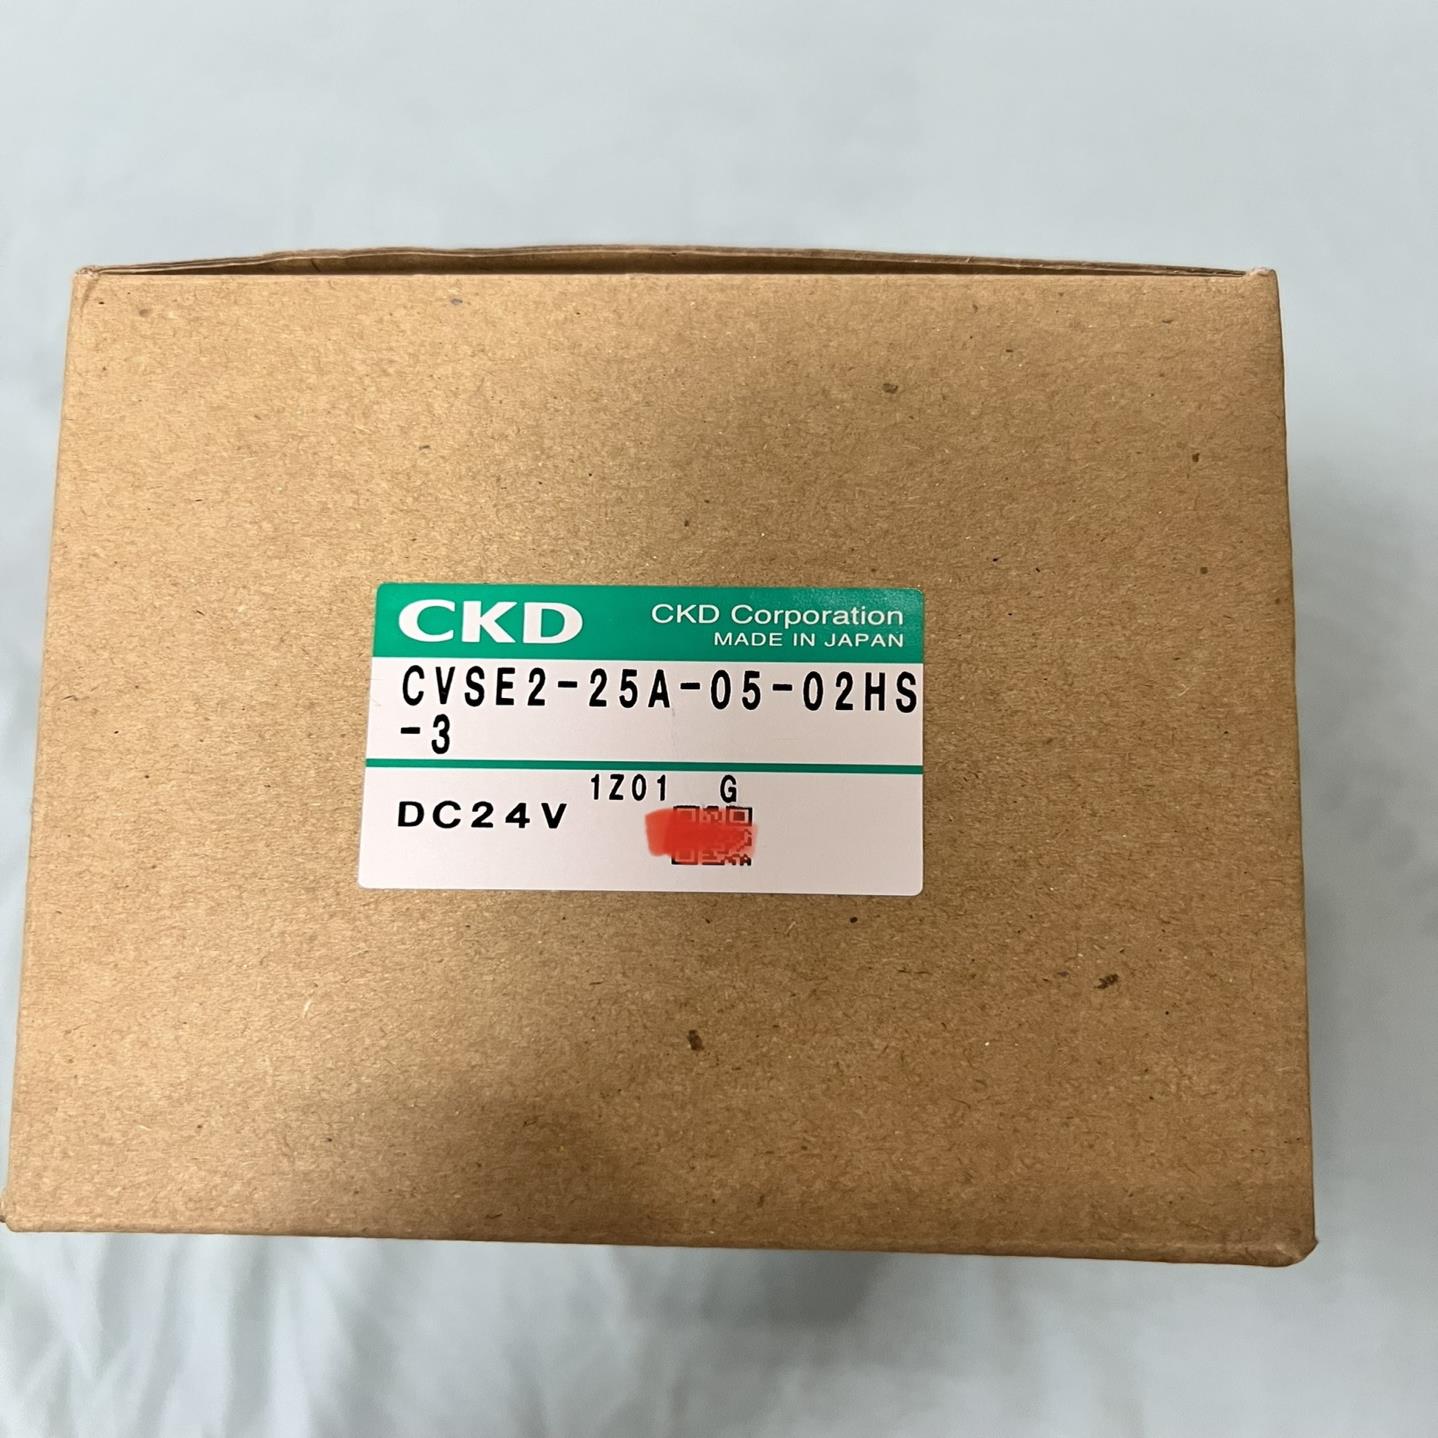 CKD
CKD Corporation
MADE IN JAPAN
CVSE2-25A-05-02HS
-3
1Z01 G
DC24V